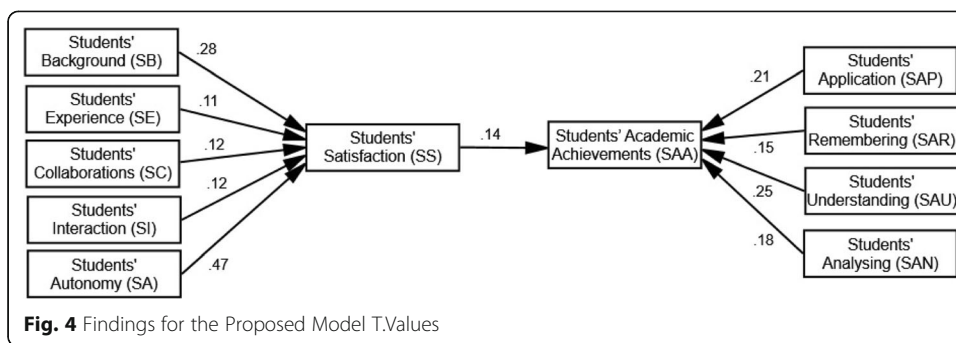 Students'
Background (SB)
.28
Students'
Experience (SE)
.11
Students'
Collaborations (SC)
.12
Students'
Interaction (SI)
.12
Students'
Autonomy (SA)
.47
Students'
Satisfaction (SS)
.14
Students' Academic
Achievements (SAA)
.21
Students'
Application (SAP)
.15
Students'
Remembering (SAR)
.25
Students'
Understanding (SAU)
.18
Students'
Analysing (SAN)
Fig. 4 Findings for the Proposed Model T.Values